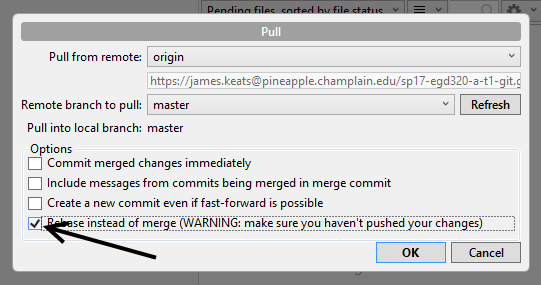 Pending files, sorted by file status
Pull
Pull from remote: origin
https://james.keats@pineapple.champlain.edu/sp17-egd320-a-t1-git.g
Remote branch to pull: master Refresh
Pull into local branch: master
Options
Commit merged changes immediately
Include messages from commits being merged in merge commit
Create a new commit even if fast-forward is possible
Rebase instead of merge (WARNING: make sure you haven't pushed your changes)
OK Cancel